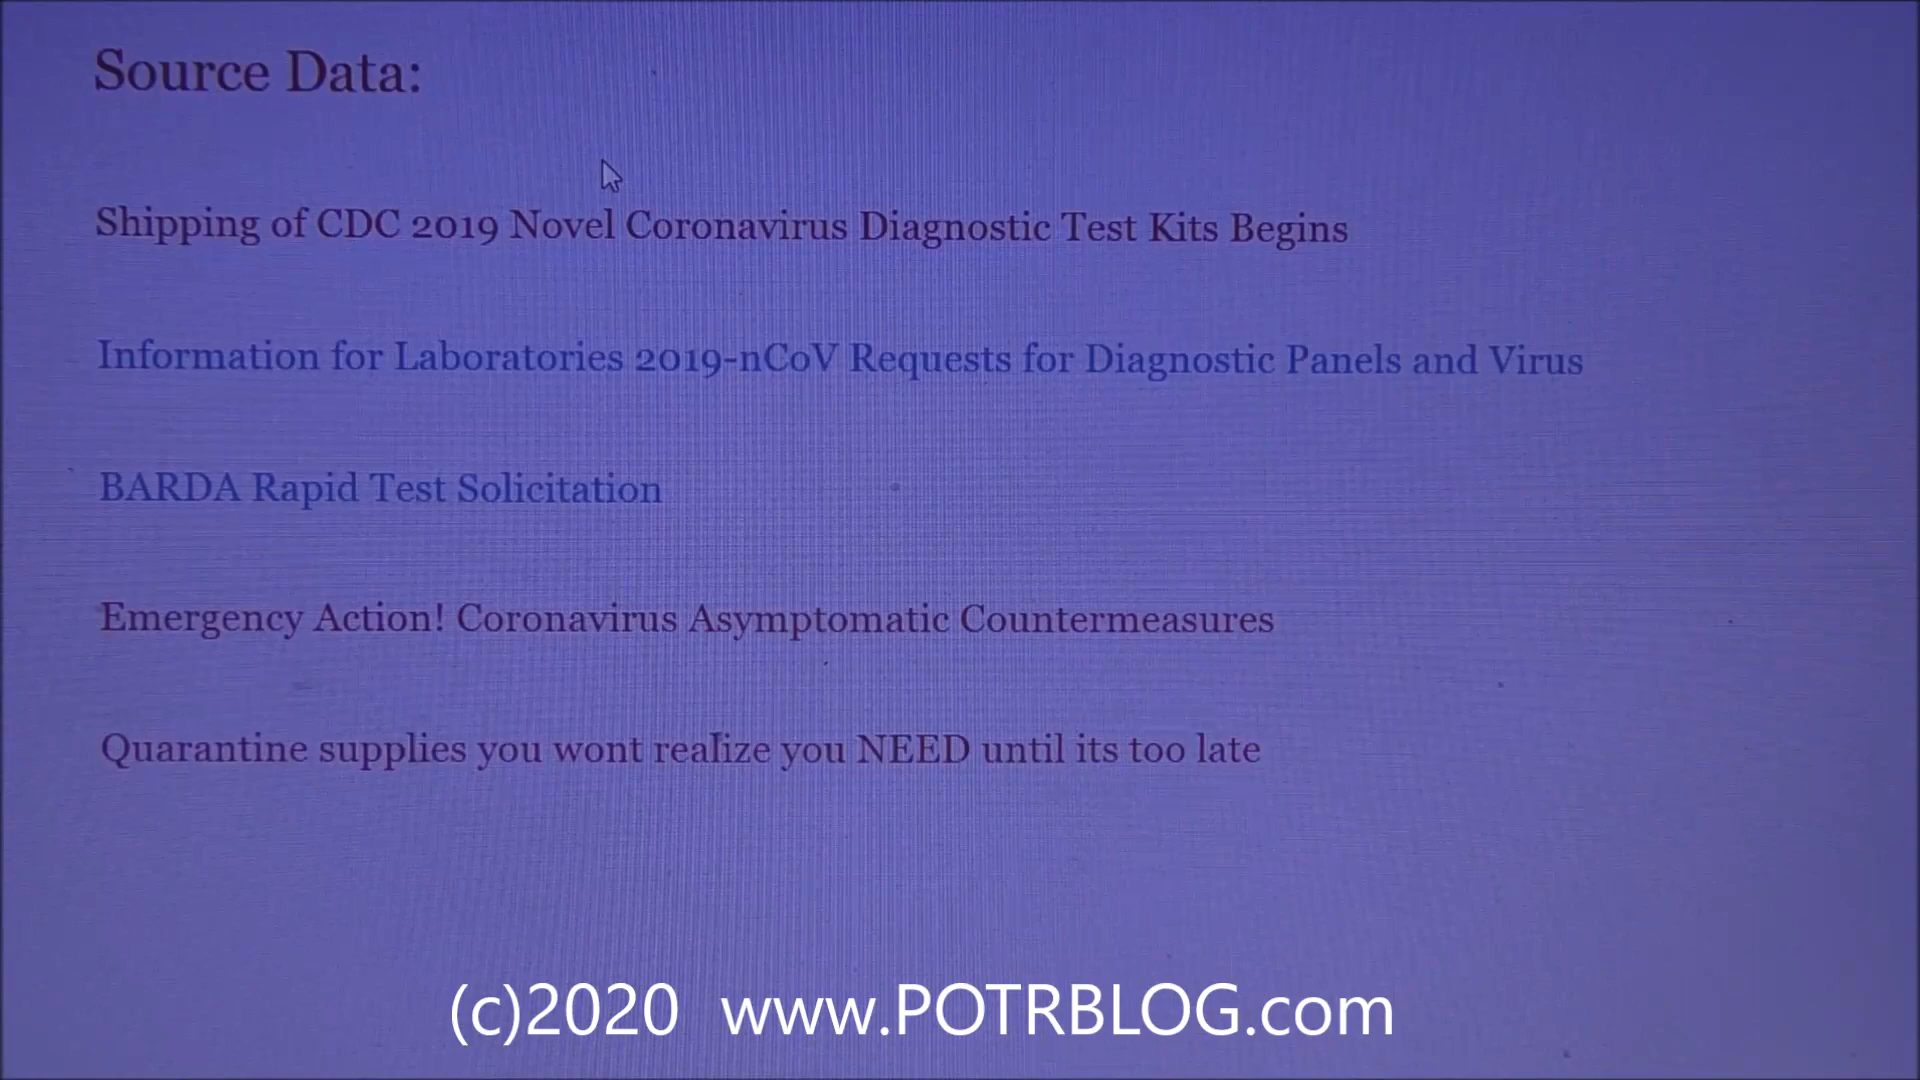 Source Data:
Shipping of CDC 2019 Novel Coronavirus Diagnostic Test Kits Begins
Information for Laboratories 2019-nCoV Requests for Diagnostic Panels and Virus
BARDA Rapid Test Solicitation
Emergency Action! Coronavirus Asymptomatic Countermeasures
Quarantine supplies you wont realize you NEED until its too late
(c)2020 www.POTRBLOG.com